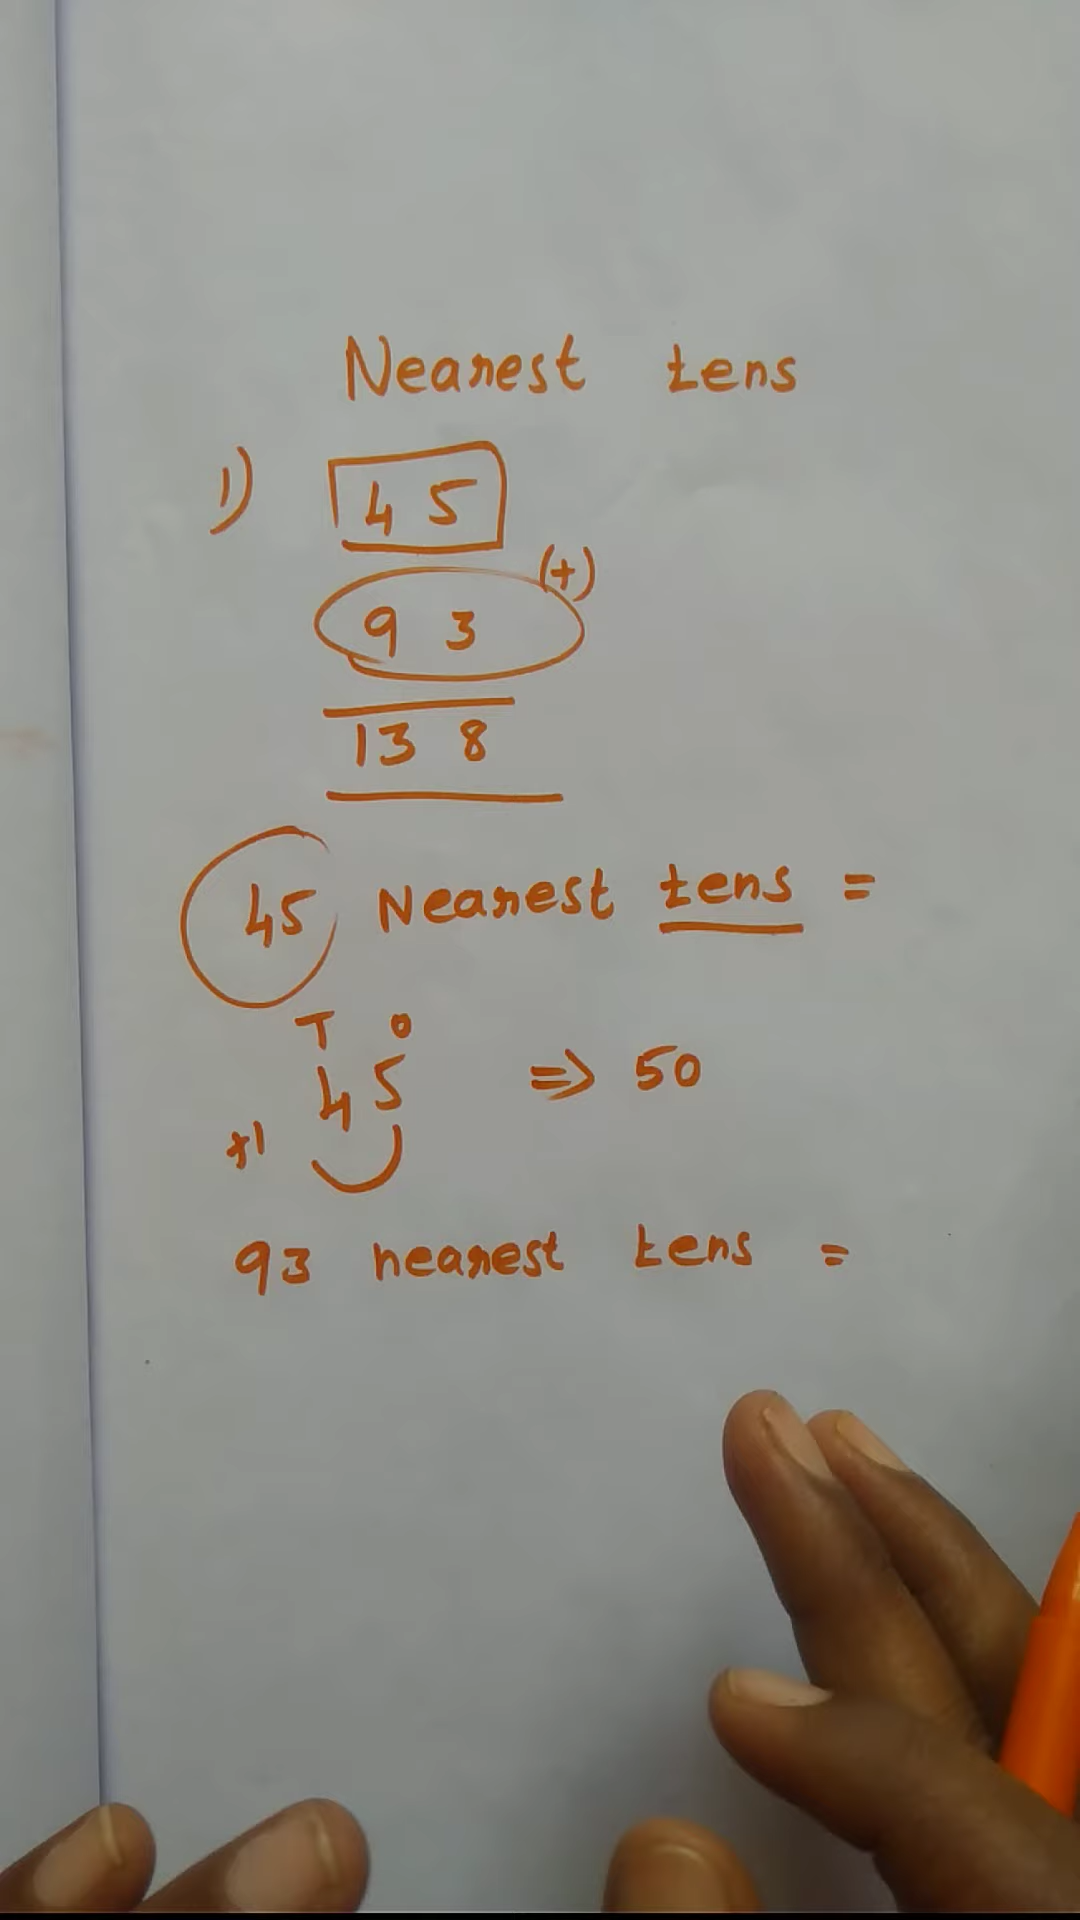 Nearest tens
1) 45
(+)
93
138
45 Nearest tens =
T O
45 => 50
+1
93 nearest tens =